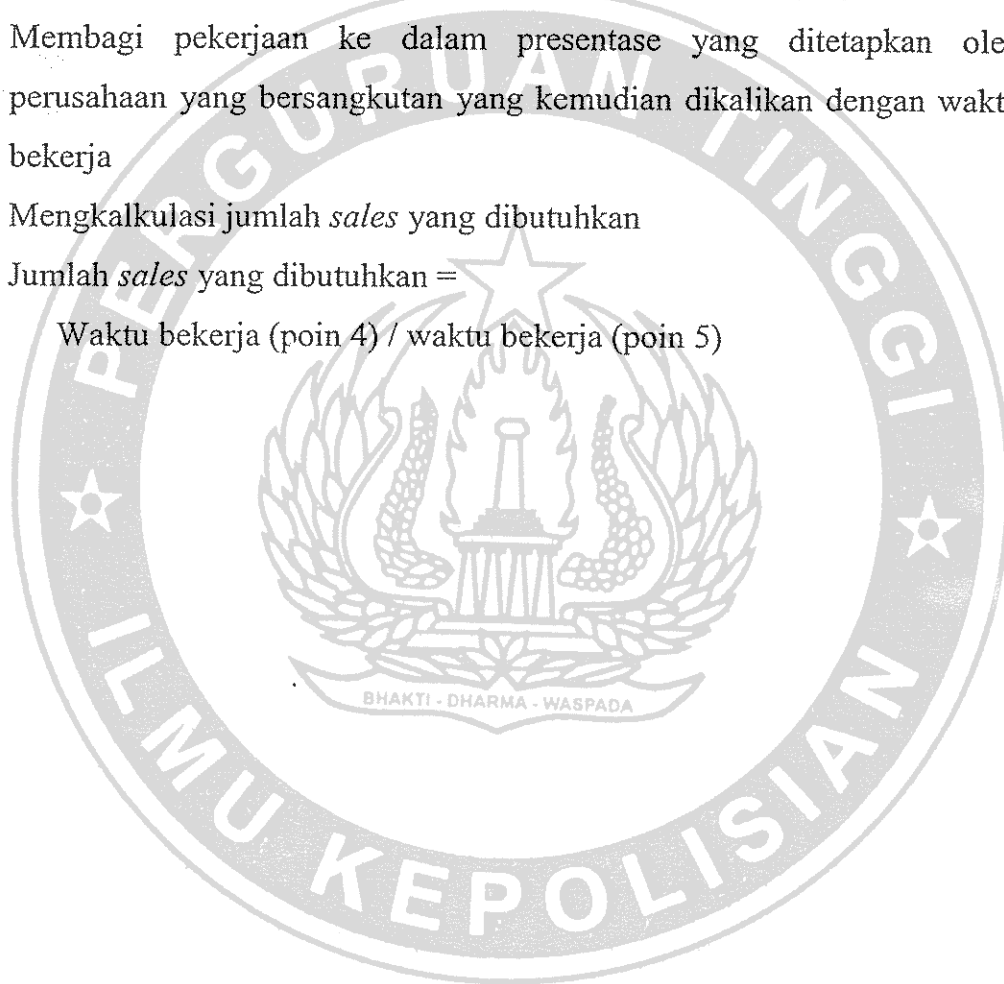 Membagi pekerjaan ke dalam presentase yang ditetapkan ole
perusahaan yang bersangkutan yang kemudian dikalikan dengan wakt
bekerja
Mengkalkulasi jumlah sales yang dibutuhkan
Jumlah sales yang dibutuhkan =
Waktu bekerja (poin 4) / waktu bekerja (poin 5)
PERGURUAN TINGGI
BHAKTI - DHARMA - WASPADA
ILMU KEPOLISIAN